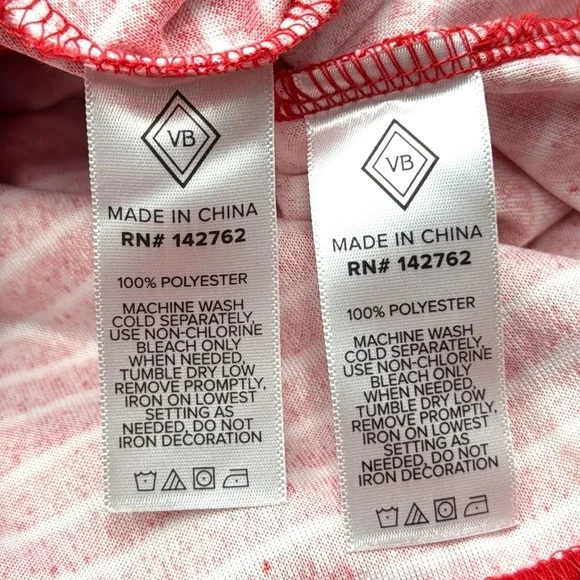 VB
MADE IN CHINA
RN# 142762
100% POLYESTER
MACHINE WASH
COLD SEPARATELY,
USE NON-CHLORINE
BLEACH ONLY
WHEN NEEDED,
TUMBLE DRY LOW
REMOVE PROMPTLY,
IRON ON LOWEST
SETTING AS
NEEDED, DO NOT
IRON DECORATION
VB
MADE IN CHINA
RN# 142762
100% POLYESTER
MACHINE WASH
COLD SEPARATELY,
USE NON-CHLORINE
BLEACH ONLY
WHEN NEEDED,
TUMBLE DRY LOW
REMOVE PROMPTLY,
IRON ON LOWEST
SETTING AS
NEEDED, DO NOT
IRON DECORATION